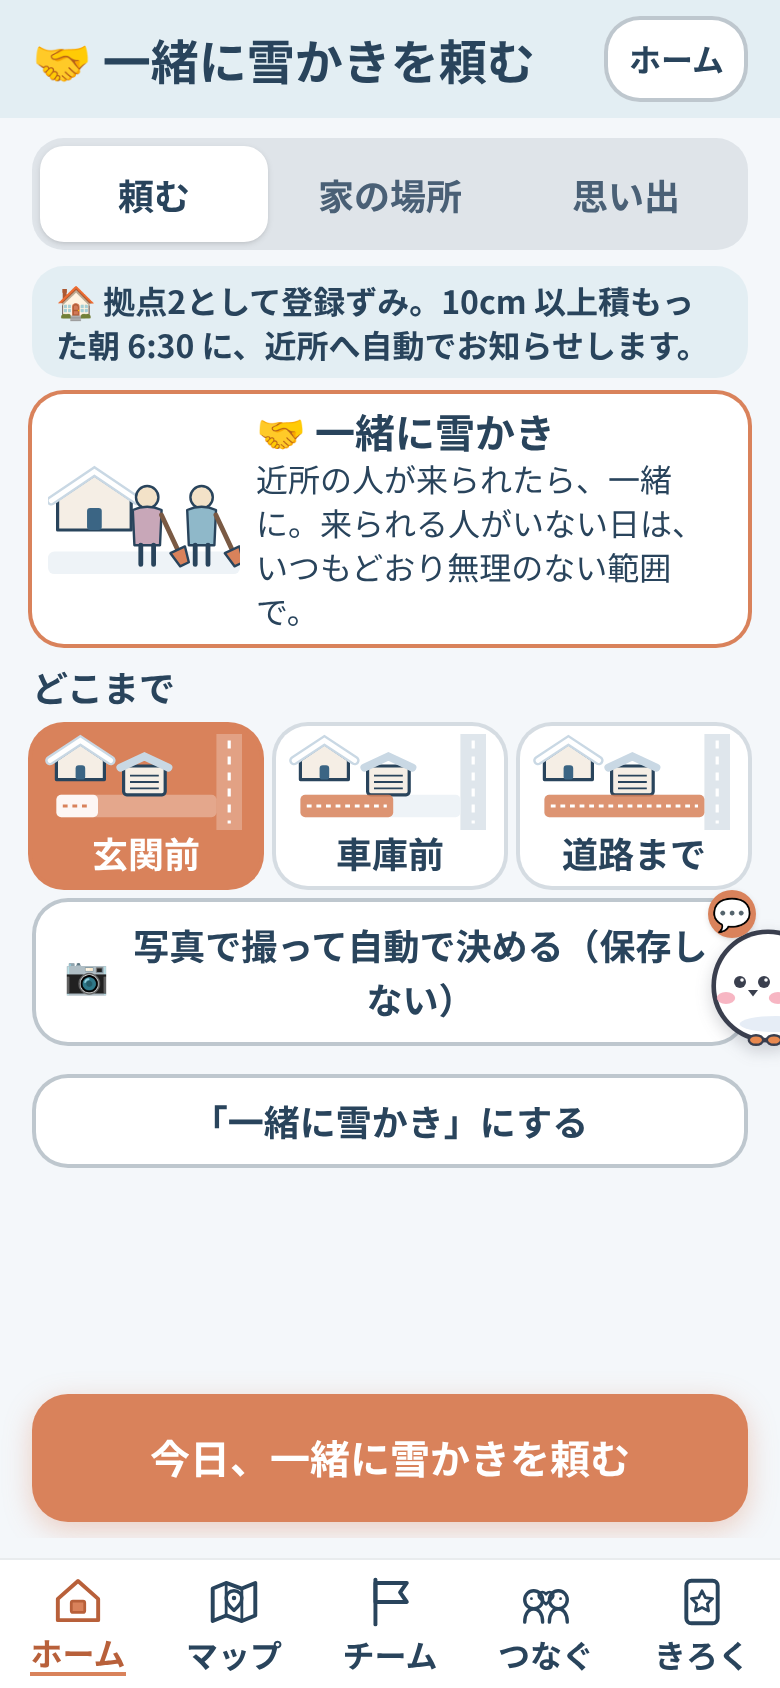 🤝 一緒に雪かきを頼む
ホーム
頼む
家の場所
思い出
🏠 拠点2として登録ずみ。10cm 以上積もっ
た朝 6:30 に、近所へ自動でお知らせします。
🤝 一緒に雪かき
近所の人が来られたら、一緒
に。来られる人がいない日は、
いつもどおり無理のない範囲
で。
どこまで
玄関前
車庫前
道路まで
📷 写真で撮って自動で決める（保存し
ない）
「一緒に雪かき」にする
今日、一緒に雪かきを頼む
ホーム
マップ
チーム
つなぐ
きろく